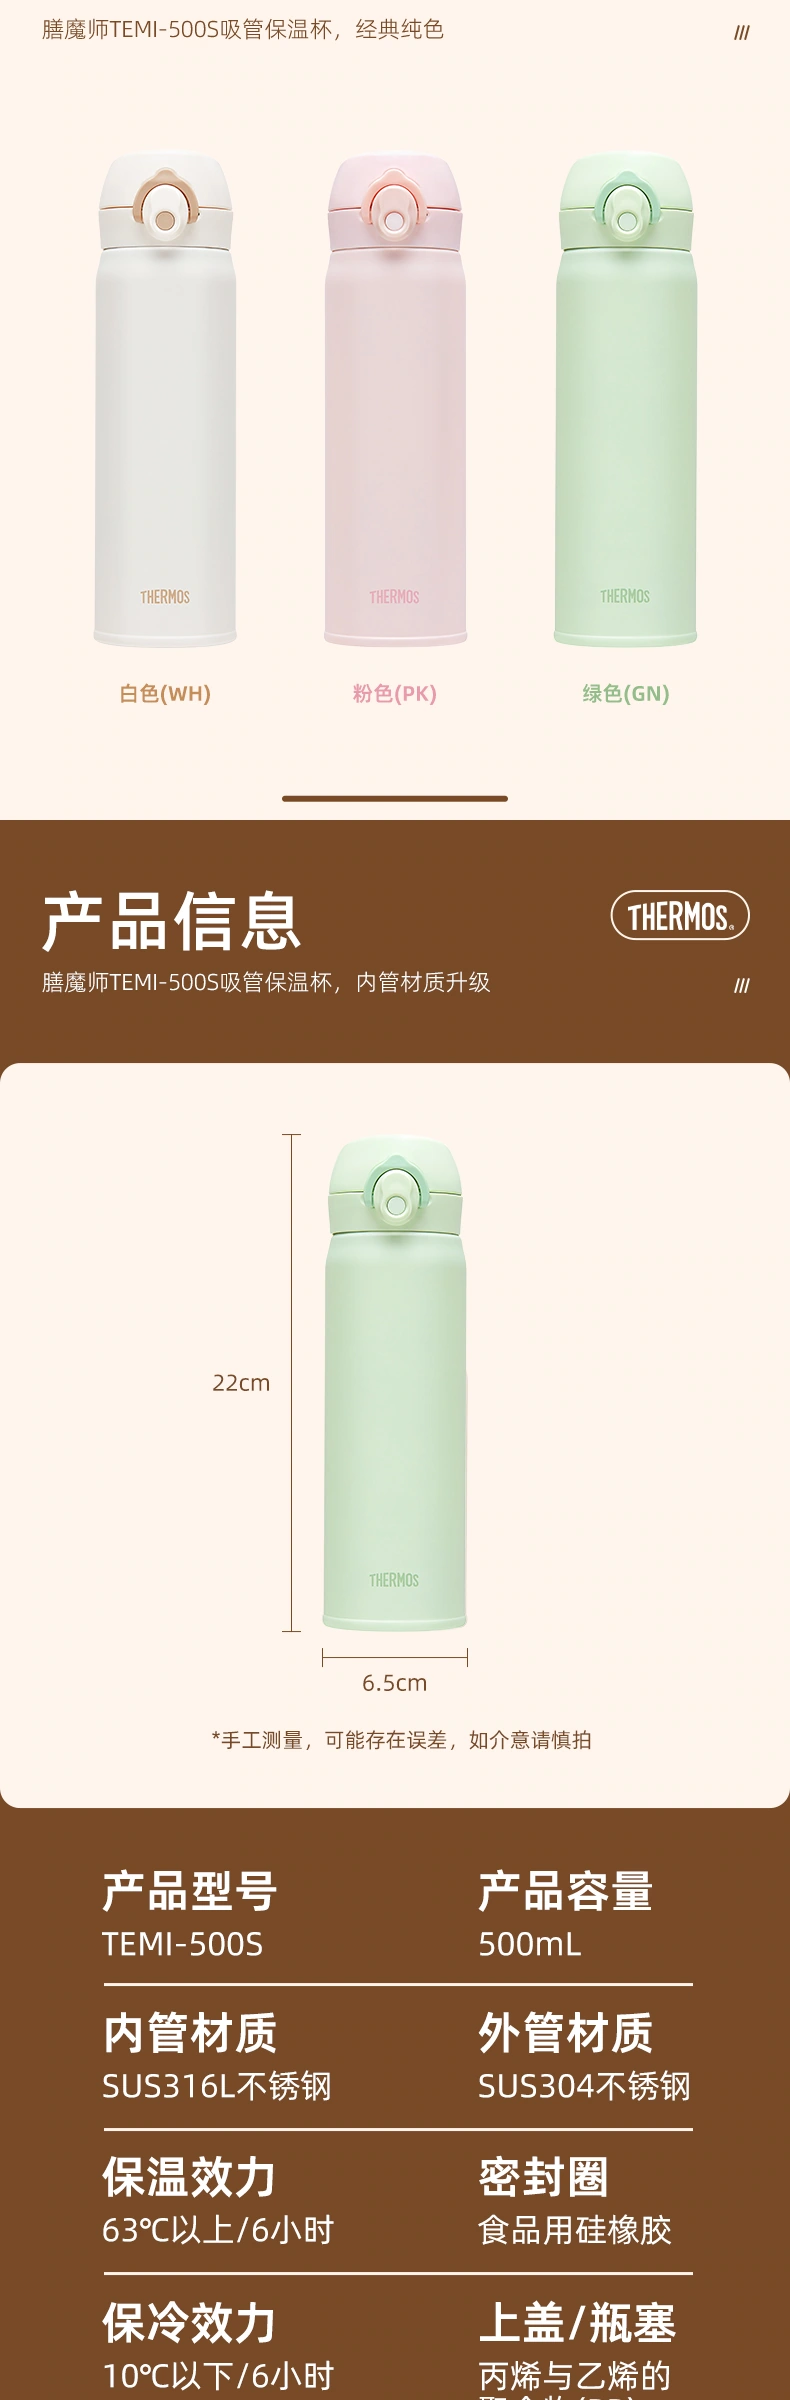 膳魔师TEMI-500S吸管保温杯，经典纯色
THERMOS
THERMOS
THERMOS
白色(WH)
粉色(PK)
绿色(GN)
产品信息
THERMOS
膳魔师TEMI-500S吸管保温杯，内管材质升级
22cm
THERMOS
6.5cm
*手工测量，可能存在误差，如介意请慎拍
产品型号
TEMI-500S
产品容量
500mL
内管材质
SUS316L不锈钢
外管材质
SUS304不锈钢
保温效力
63℃以上/6小时
密封圈
食品用硅橡胶
保冷效力
10℃以下/6小时
上盖/瓶塞
丙烯与乙烯的